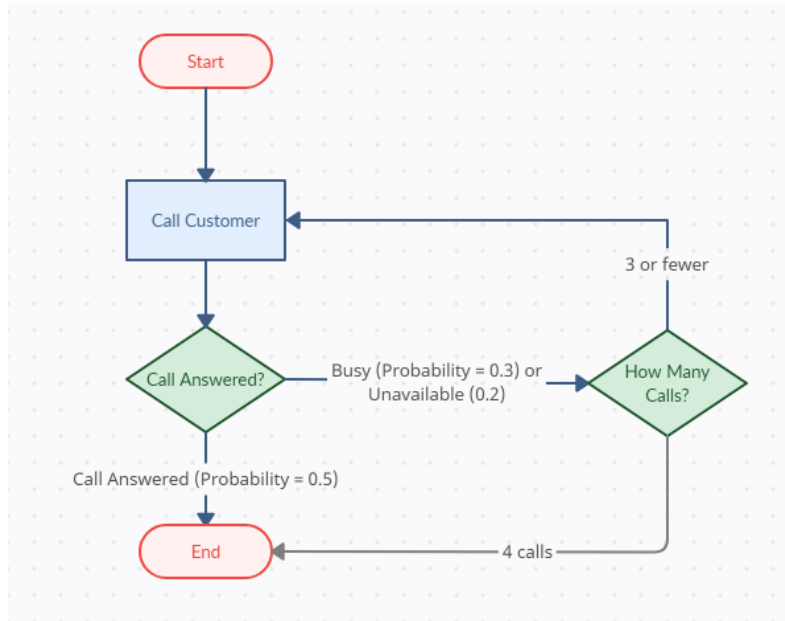 Start
Call Customer
3 or fewer
Call Answered?
Busy (Probability = 0.3) or
Unavailable (0.2)
How Many
Calls?
Call Answered (Probability = 0.5)
End
4 calls